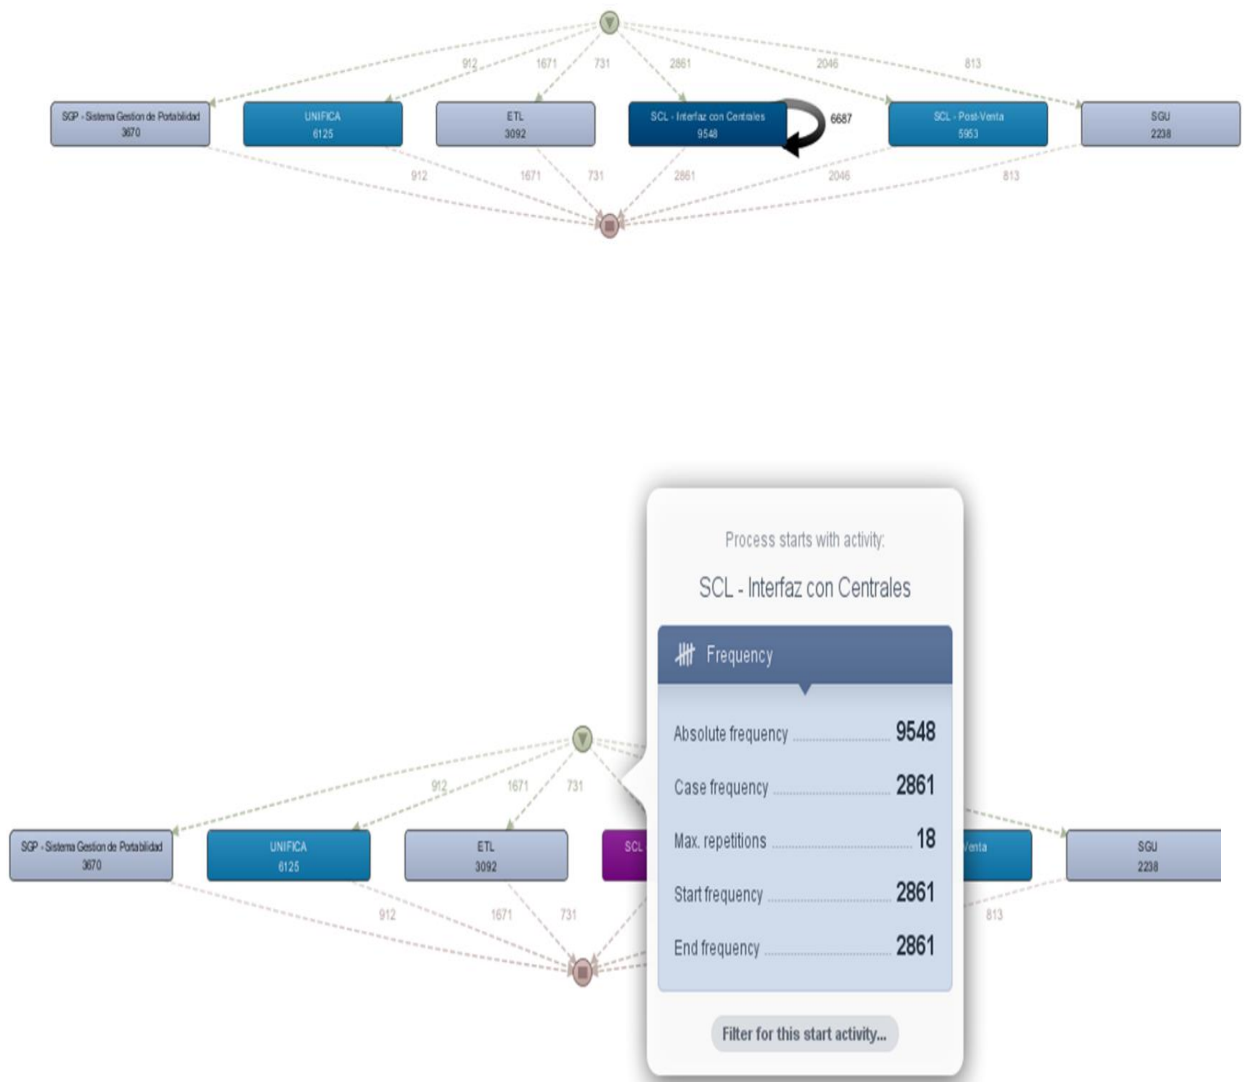 912 1671 731 2861 2046 813
SGP - Sistema Gestion de Portabilidad
3670
UNIFICA
6125
ETL
3092
SCL - Interfaz con Centrales
9548
6687
SCL - Post-Venta
5953
SGU
2238
912 1671 731 2861 2046 813
Process starts with activity:
SCL - Interfaz con Centrales
Frequency
Absolute frequency 9548
Case frequency 2861
Max. repetitions 18
Start frequency 2861
End frequency 2861
Filter for this start activity...
912 1671 731
SGP - Sistema Gestion de Portabilidad
3670
UNIFICA
6125
ETL
3092
SCL
Venta
SGU
2238
912 1671 731 813